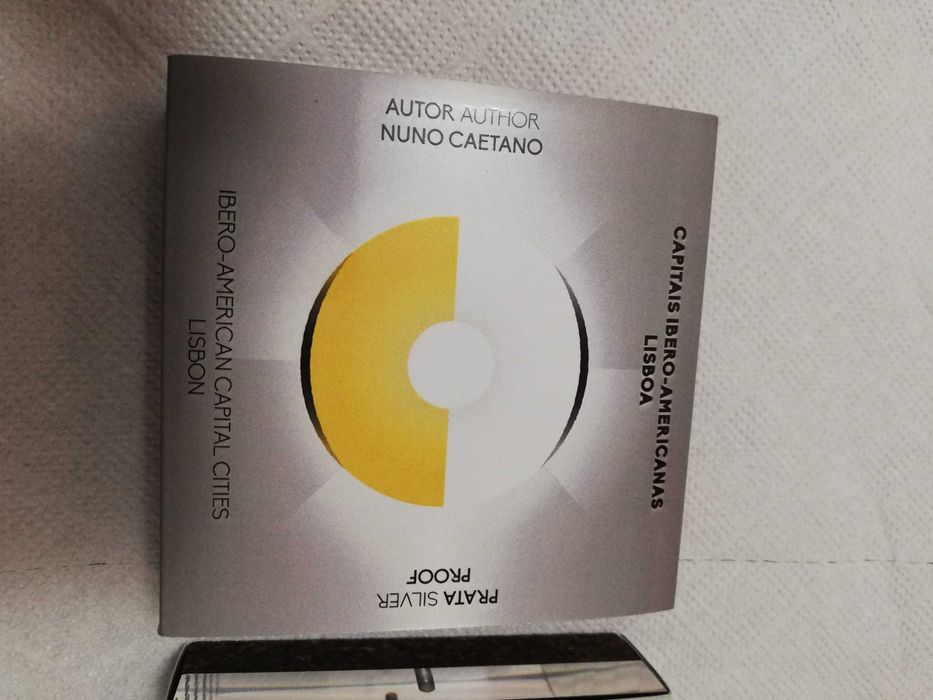 AUTOR AUTHOR
NUNO CAETANO
CAPITAIS IBERO-AMERICANAS
LISBOA
PRATA SILVER
PROOF
IBERO-AMERICAN CAPITAL CITIES
LISBON